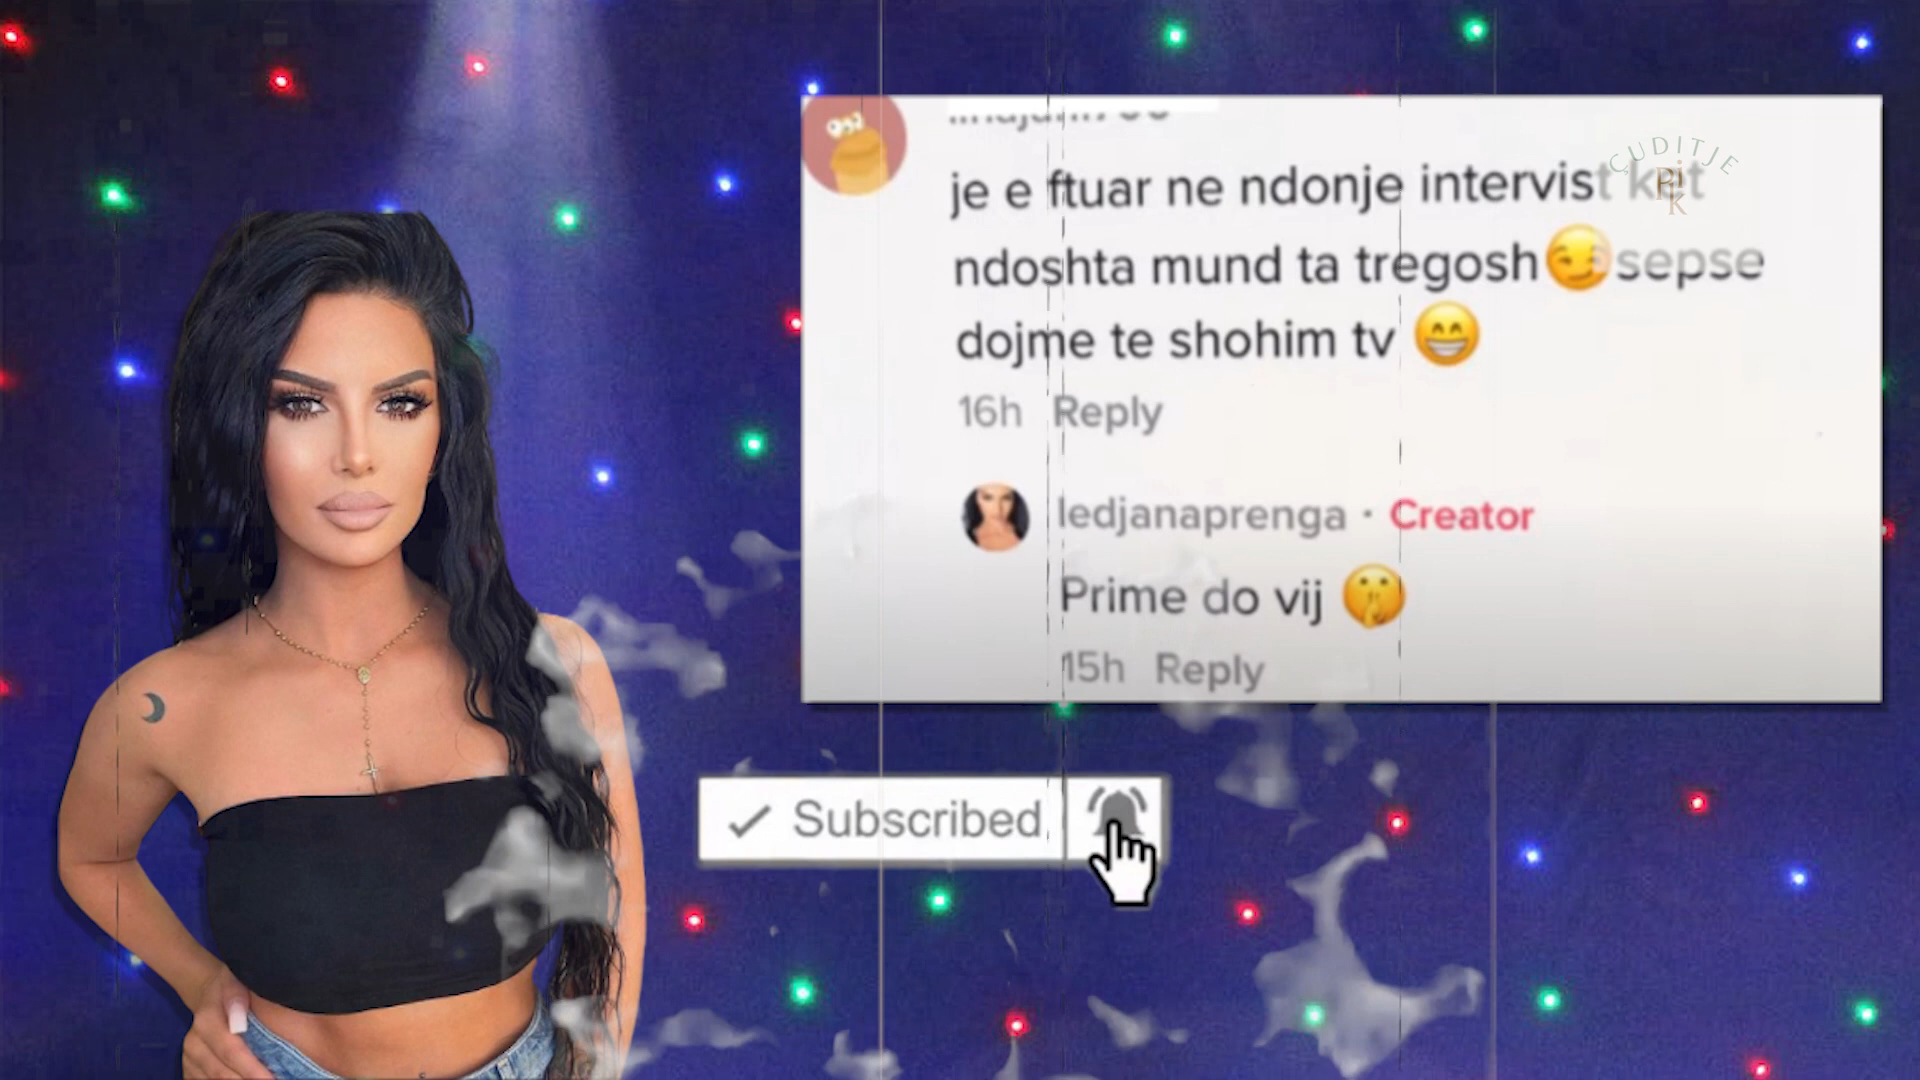 ÇUDITJE
je e ftuar ne ndonje intervist
ndoshta mund ta tregosh😏sepse
dojme te shohim tv 😁
16h Reply
ledjanaprenga · Creator
Prime do vij 🤫
15h Reply
Subscribed